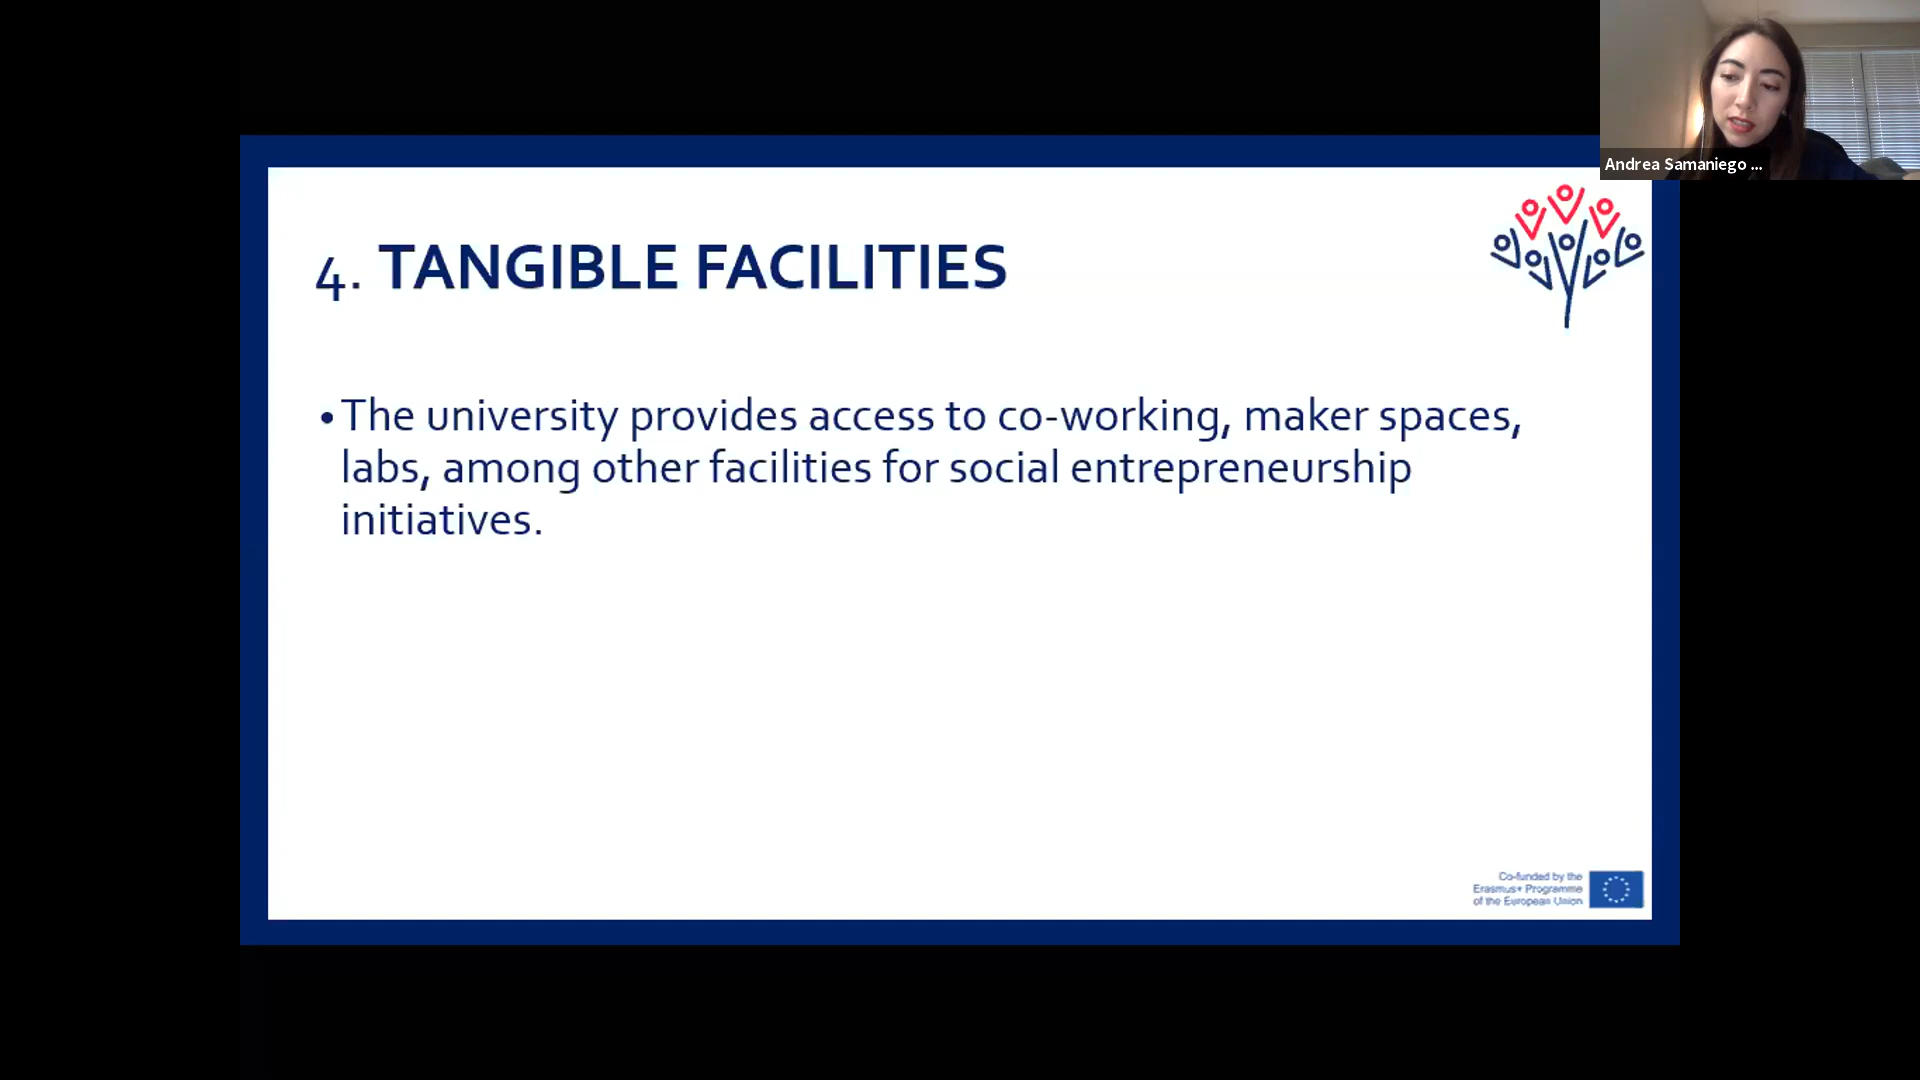 Andrea Samaniego ...
4. TANGIBLE FACILITIES
•The university provides access to co-working, maker spaces,
labs, among other facilities for social entrepreneurship
initiatives.
Co-funded by the
Erasmus+ Programme
of the European Union